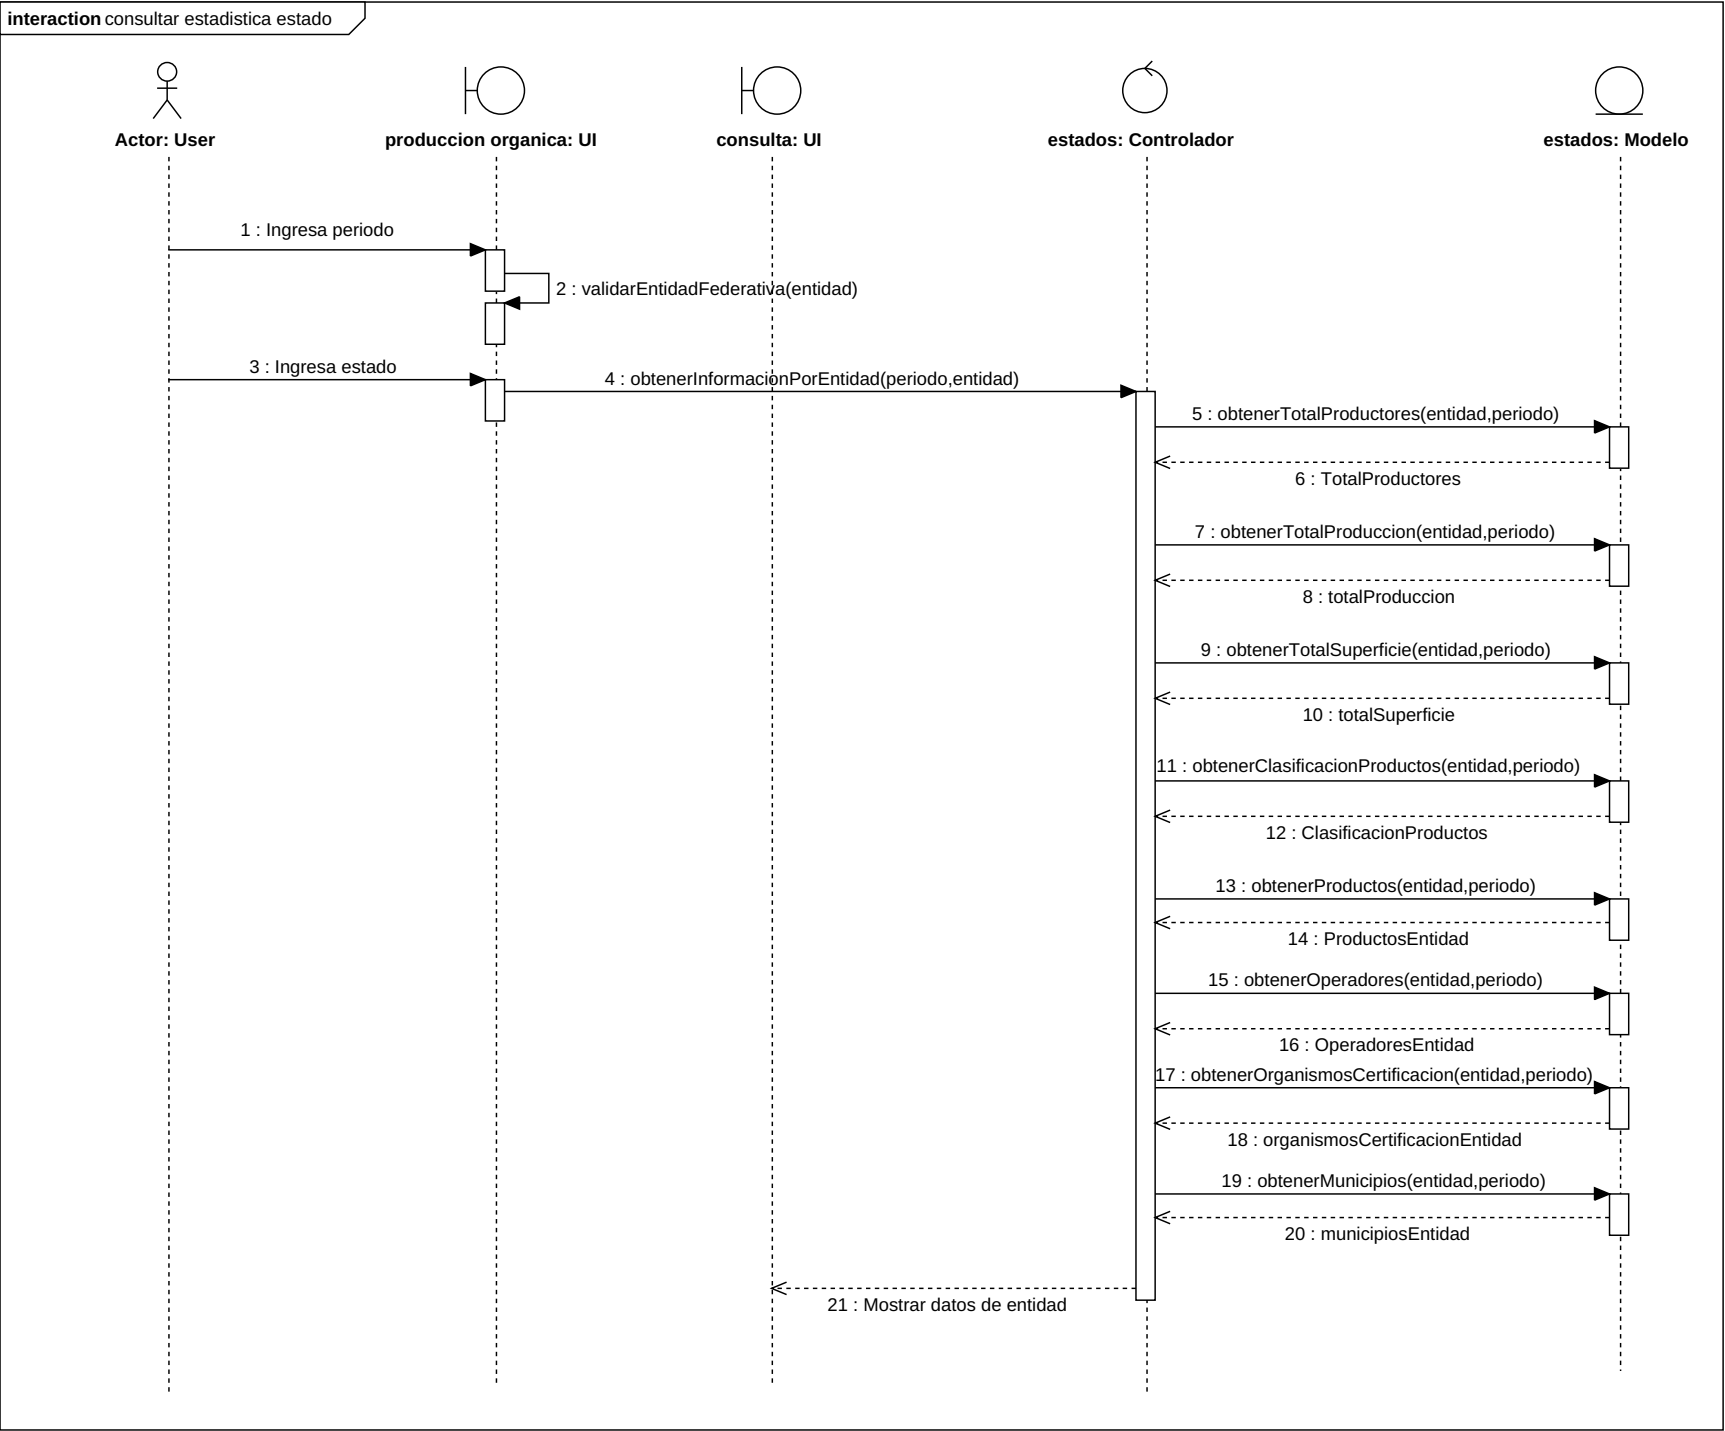 interaction consultar estadistica estado
Actor: User
produccion organica: UI
consulta: UI
estados: Controlador
estados: Modelo
1 : Ingresa periodo
2 : validarEntidadFederativa(entidad)
3 : Ingresa estado
4 : obtenerInformacionPorEntidad(periodo,entidad)
5 : obtenerTotalProductores(entidad,periodo)
6 : TotalProductores
7 : obtenerTotalProduccion(entidad,periodo)
8 : totalProduccion
9 : obtenerTotalSuperficie(entidad,periodo)
10 : totalSuperficie
11 : obtenerClasificacionProductos(entidad,periodo)
12 : ClasificacionProductos
13 : obtenerProductos(entidad,periodo)
14 : ProductosEntidad
15 : obtenerOperadores(entidad,periodo)
16 : OperadoresEntidad
17 : obtenerOrganismosCertificacion(entidad,periodo)
18 : organismosCertificacionEntidad
19 : obtenerMunicipios(entidad,periodo)
20 : municipiosEntidad
21 : Mostrar datos de entidad